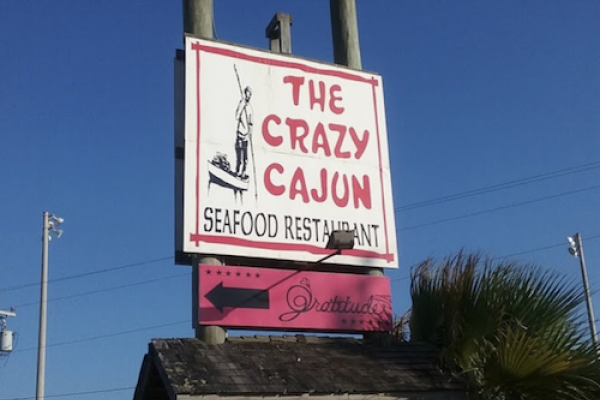 THE
CRAZY
CAJUN
SEAFOOD RESTAURANT
Gratitude